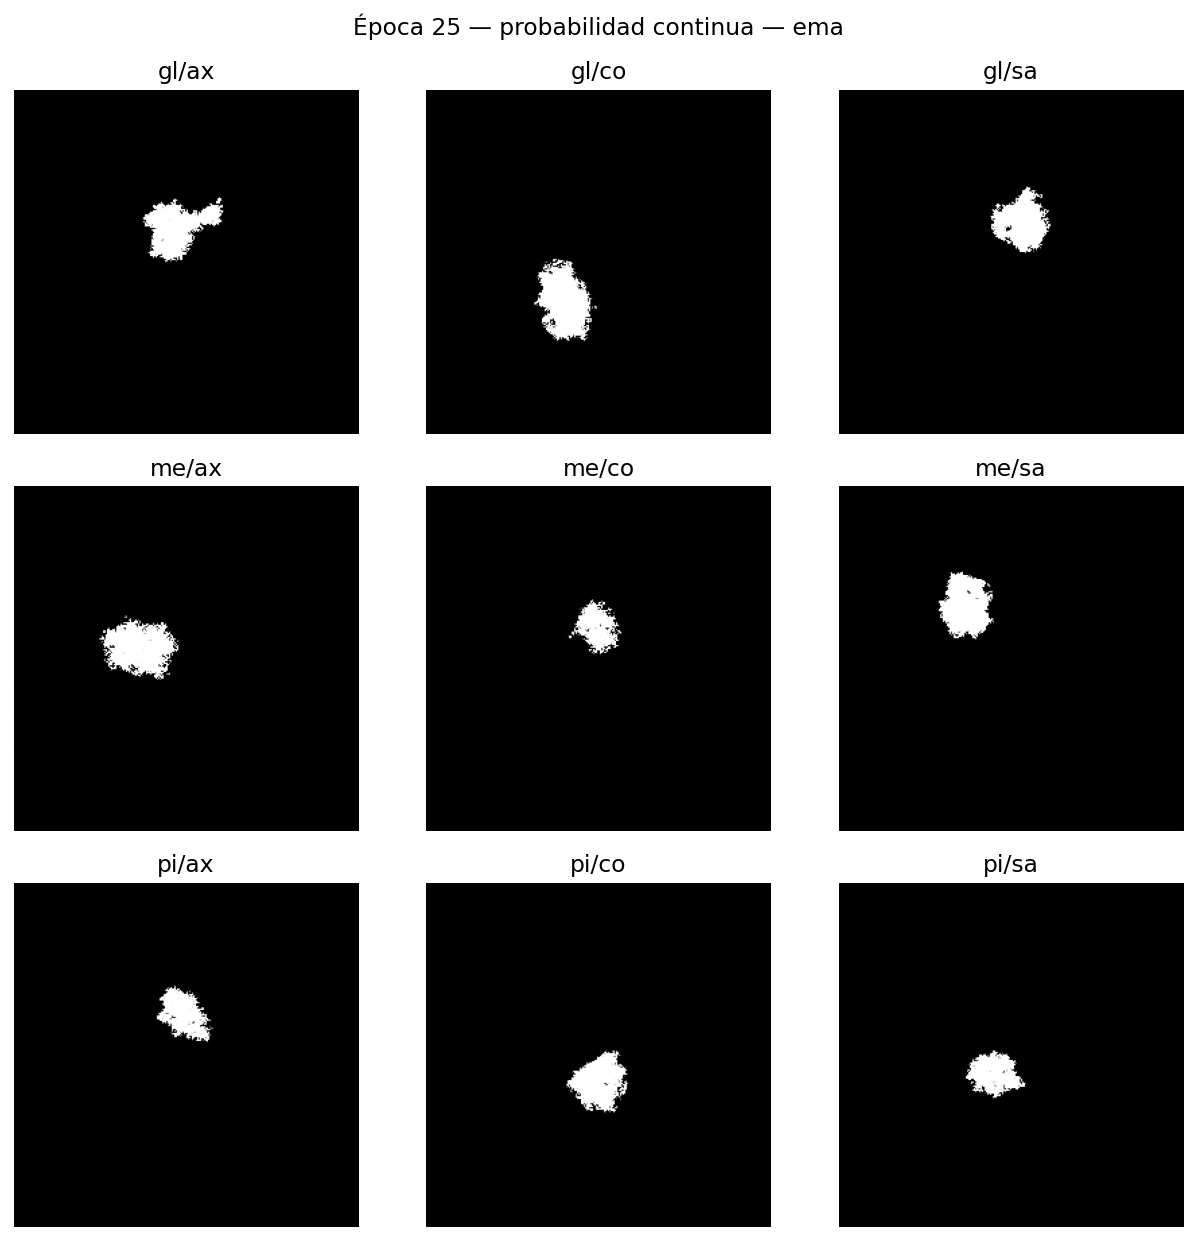 Época 25 — probabilidad continua — ema
gl/ax gl/co gl/sa
me/ax me/co me/sa
pi/ax pi/co pi/sa